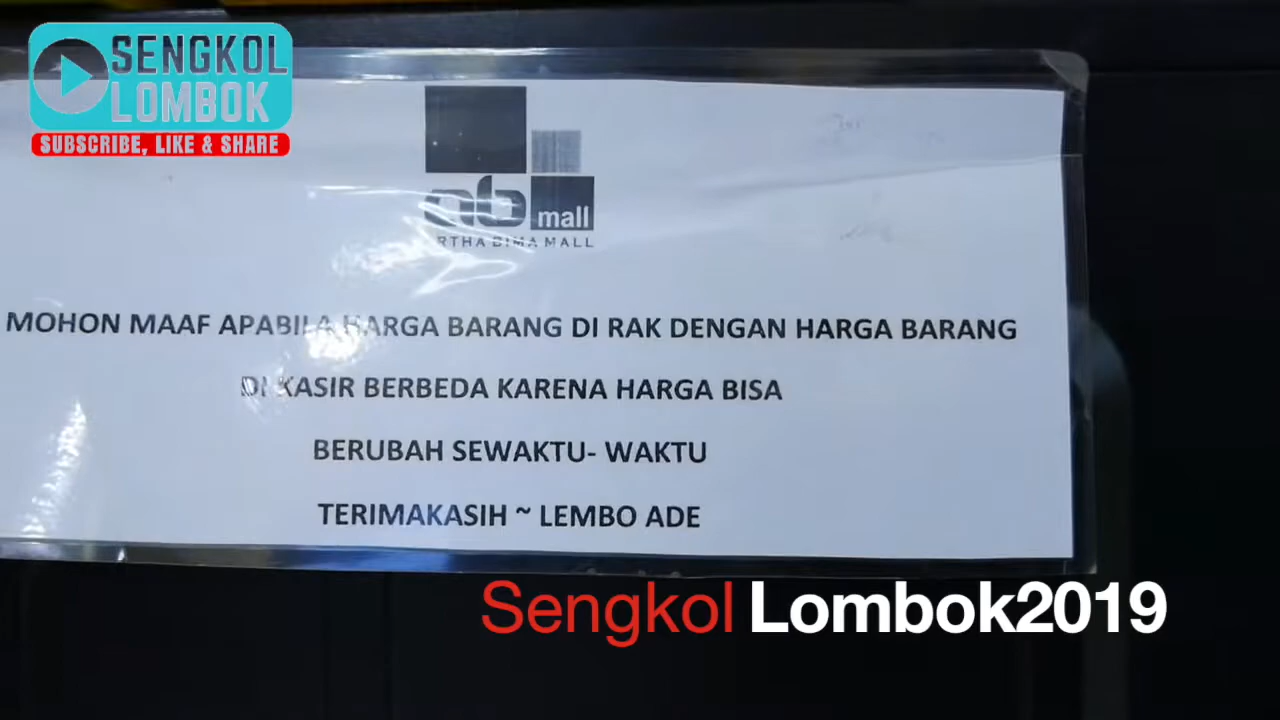 SENGKOL
LOMBOK
SUBSCRIBE, LIKE & SHARE
ab mall
RTHA BIMA MALL
MOHON MAAF APABILA HARGA BARANG DI RAK DENGAN HARGA BARANG
DI KASIR BERBEDA KARENA HARGA BISA
BERUBAH SEWAKTU- WAKTU
TERIMAKASIH ~ LEMBO ADE
Sengkol Lombok2019